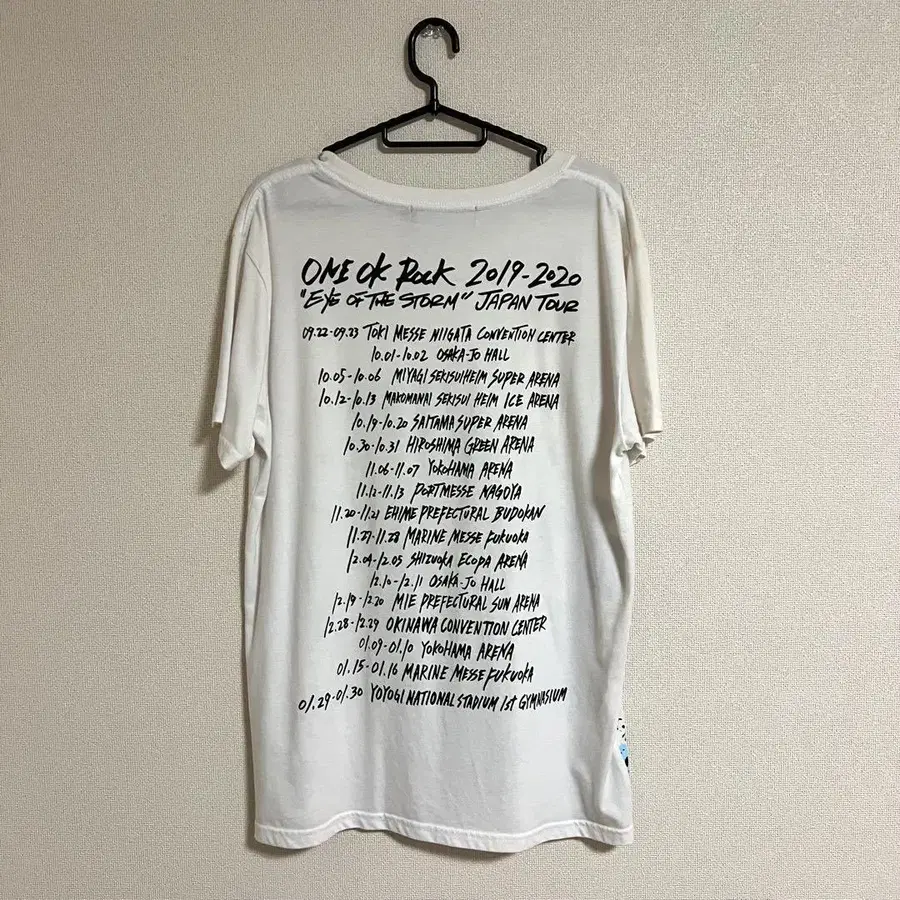 ONE OK ROCK 2019-2020
"EYE OF THE STORM" JAPAN TOUR
09.22-09.23 TOKI MESSE NIIGATA CONVENTION CENTER
10.01-10.02 OSAKA-JO HALL
10.05-10.06 MIYAGI SEKISUIHEIM SUPER ARENA
10.12-10.13 MAKOMANAI SEKISUI HEIM ICE ARENA
10.19-10.20 SAITAMA SUPER ARENA
10.30-10.31 HIROSHIMA GREEN ARENA
11.06-11.07 YOKOHAMA ARENA
11.12-11.13 PORTMESSE NAGOYA
11.20-11.21 EHIME PREFECTURAL BUDOKAN
11.27-11.28 MARINE MESSE FUKUOKA
12.04-12.05 SHIZUOKA ECOPA ARENA
12.10-12.11 OSAKA-JO HALL
12.19-12.20 MIE PREFECTURAL SUN ARENA
12.28-12.29 OKINAWA CONVENTION CENTER
01.09-01.10 YOKOHAMA ARENA
01.15-01.16 MARINE MESSE FUKUOKA
01.29-01.30 YOYOGI NATIONAL STADIUM 1st GYMNASIUM